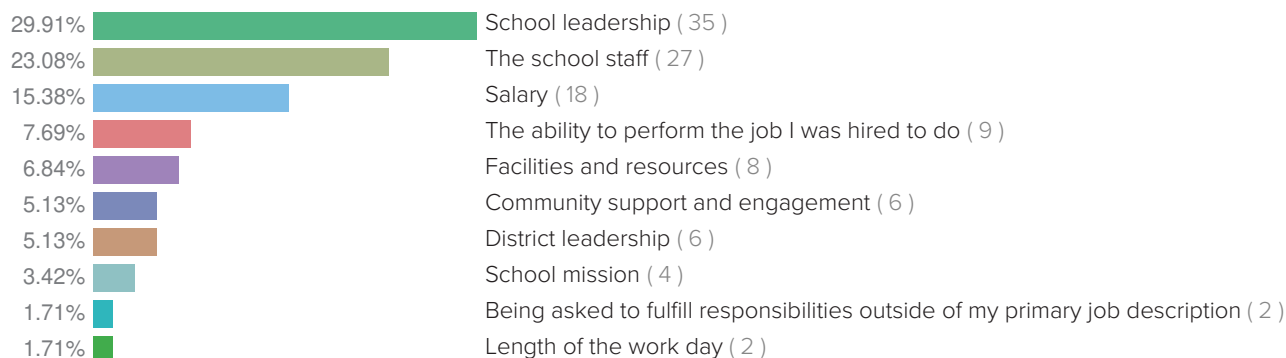 29.91% School leadership ( 35 )
23.08% The school staff ( 27 )
15.38% Salary ( 18 )
7.69% The ability to perform the job I was hired to do ( 9 )
6.84% Facilities and resources ( 8 )
5.13% Community support and engagement ( 6 )
5.13% District leadership ( 6 )
3.42% School mission ( 4 )
1.71% Being asked to fulfill responsibilities outside of my primary job description ( 2 )
1.71% Length of the work day ( 2 )